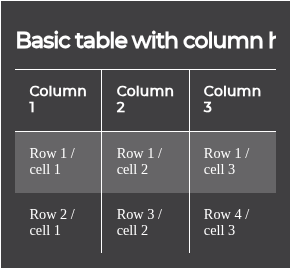 Basic table with column h
Column 1
Column 2
Column 3
Row 1 / cell 1
Row 1 / cell 2
Row 1 / cell 3
Row 2 / cell 1
Row 3 / cell 2
Row 4 / cell 3